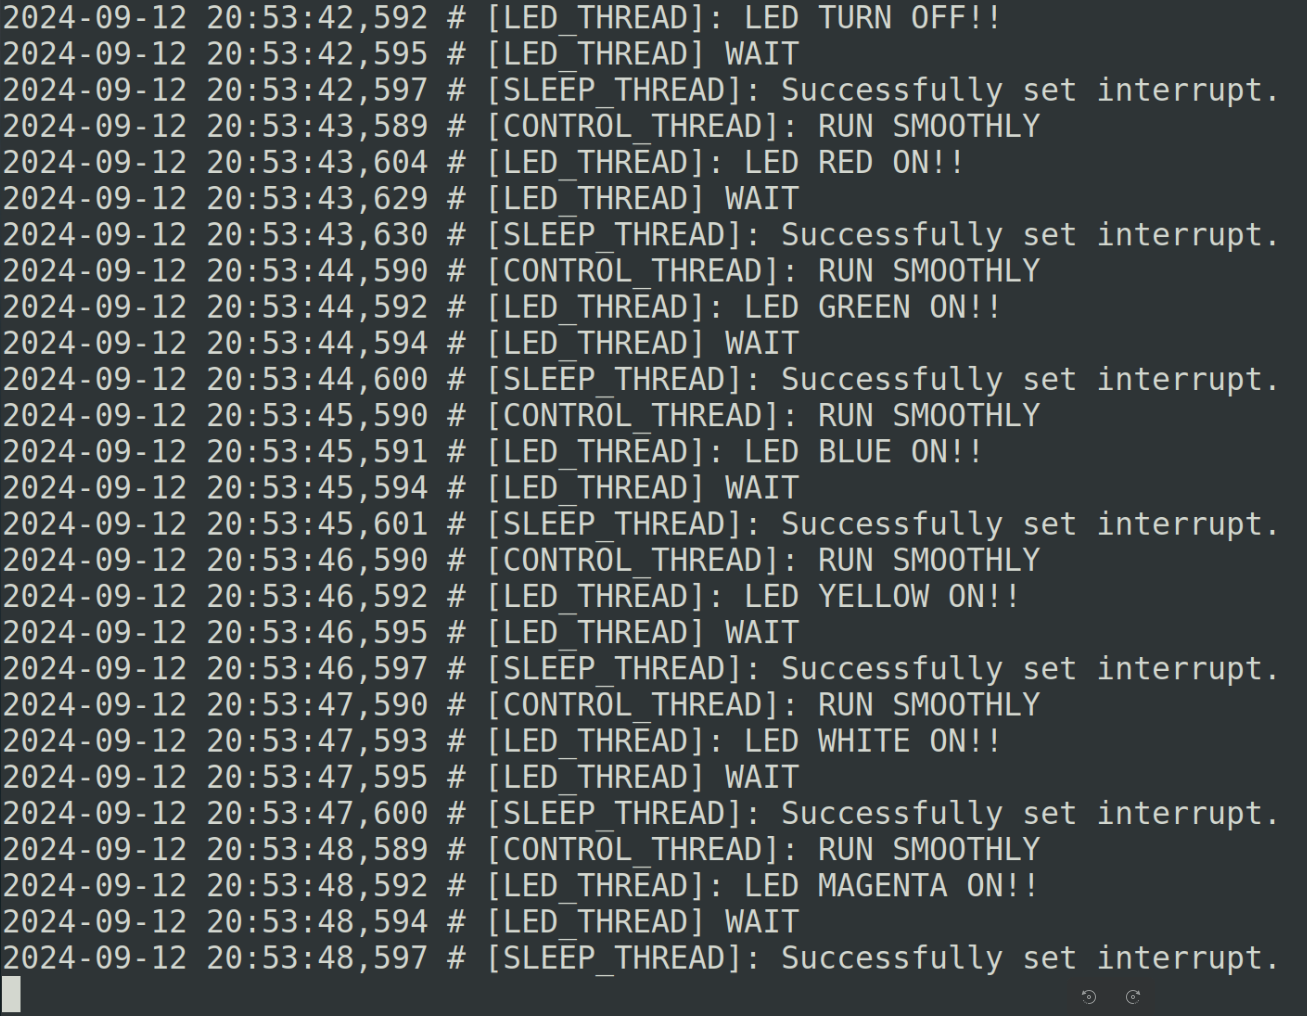 2024-09-12 20:53:42,592 # [LED_THREAD]: LED TURN OFF!!
2024-09-12 20:53:42,595 # [LED_THREAD] WAIT
2024-09-12 20:53:42,597 # [SLEEP_THREAD]: Successfully set interrupt.
2024-09-12 20:53:43,589 # [CONTROL_THREAD]: RUN SMOOTHLY
2024-09-12 20:53:43,604 # [LED_THREAD]: LED RED ON!!
2024-09-12 20:53:43,629 # [LED_THREAD] WAIT
2024-09-12 20:53:43,630 # [SLEEP_THREAD]: Successfully set interrupt.
2024-09-12 20:53:44,590 # [CONTROL_THREAD]: RUN SMOOTHLY
2024-09-12 20:53:44,592 # [LED_THREAD]: LED GREEN ON!!
2024-09-12 20:53:44,594 # [LED_THREAD] WAIT
2024-09-12 20:53:44,600 # [SLEEP_THREAD]: Successfully set interrupt.
2024-09-12 20:53:45,590 # [CONTROL_THREAD]: RUN SMOOTHLY
2024-09-12 20:53:45,591 # [LED_THREAD]: LED BLUE ON!!
2024-09-12 20:53:45,594 # [LED_THREAD] WAIT
2024-09-12 20:53:45,601 # [SLEEP_THREAD]: Successfully set interrupt.
2024-09-12 20:53:46,590 # [CONTROL_THREAD]: RUN SMOOTHLY
2024-09-12 20:53:46,592 # [LED_THREAD]: LED YELLOW ON!!
2024-09-12 20:53:46,595 # [LED_THREAD] WAIT
2024-09-12 20:53:46,597 # [SLEEP_THREAD]: Successfully set interrupt.
2024-09-12 20:53:47,590 # [CONTROL_THREAD]: RUN SMOOTHLY
2024-09-12 20:53:47,593 # [LED_THREAD]: LED WHITE ON!!
2024-09-12 20:53:47,595 # [LED_THREAD] WAIT
2024-09-12 20:53:47,600 # [SLEEP_THREAD]: Successfully set interrupt.
2024-09-12 20:53:48,589 # [CONTROL_THREAD]: RUN SMOOTHLY
2024-09-12 20:53:48,592 # [LED_THREAD]: LED MAGENTA ON!!
2024-09-12 20:53:48,594 # [LED_THREAD] WAIT
2024-09-12 20:53:48,597 # [SLEEP_THREAD]: Successfully set interrupt.